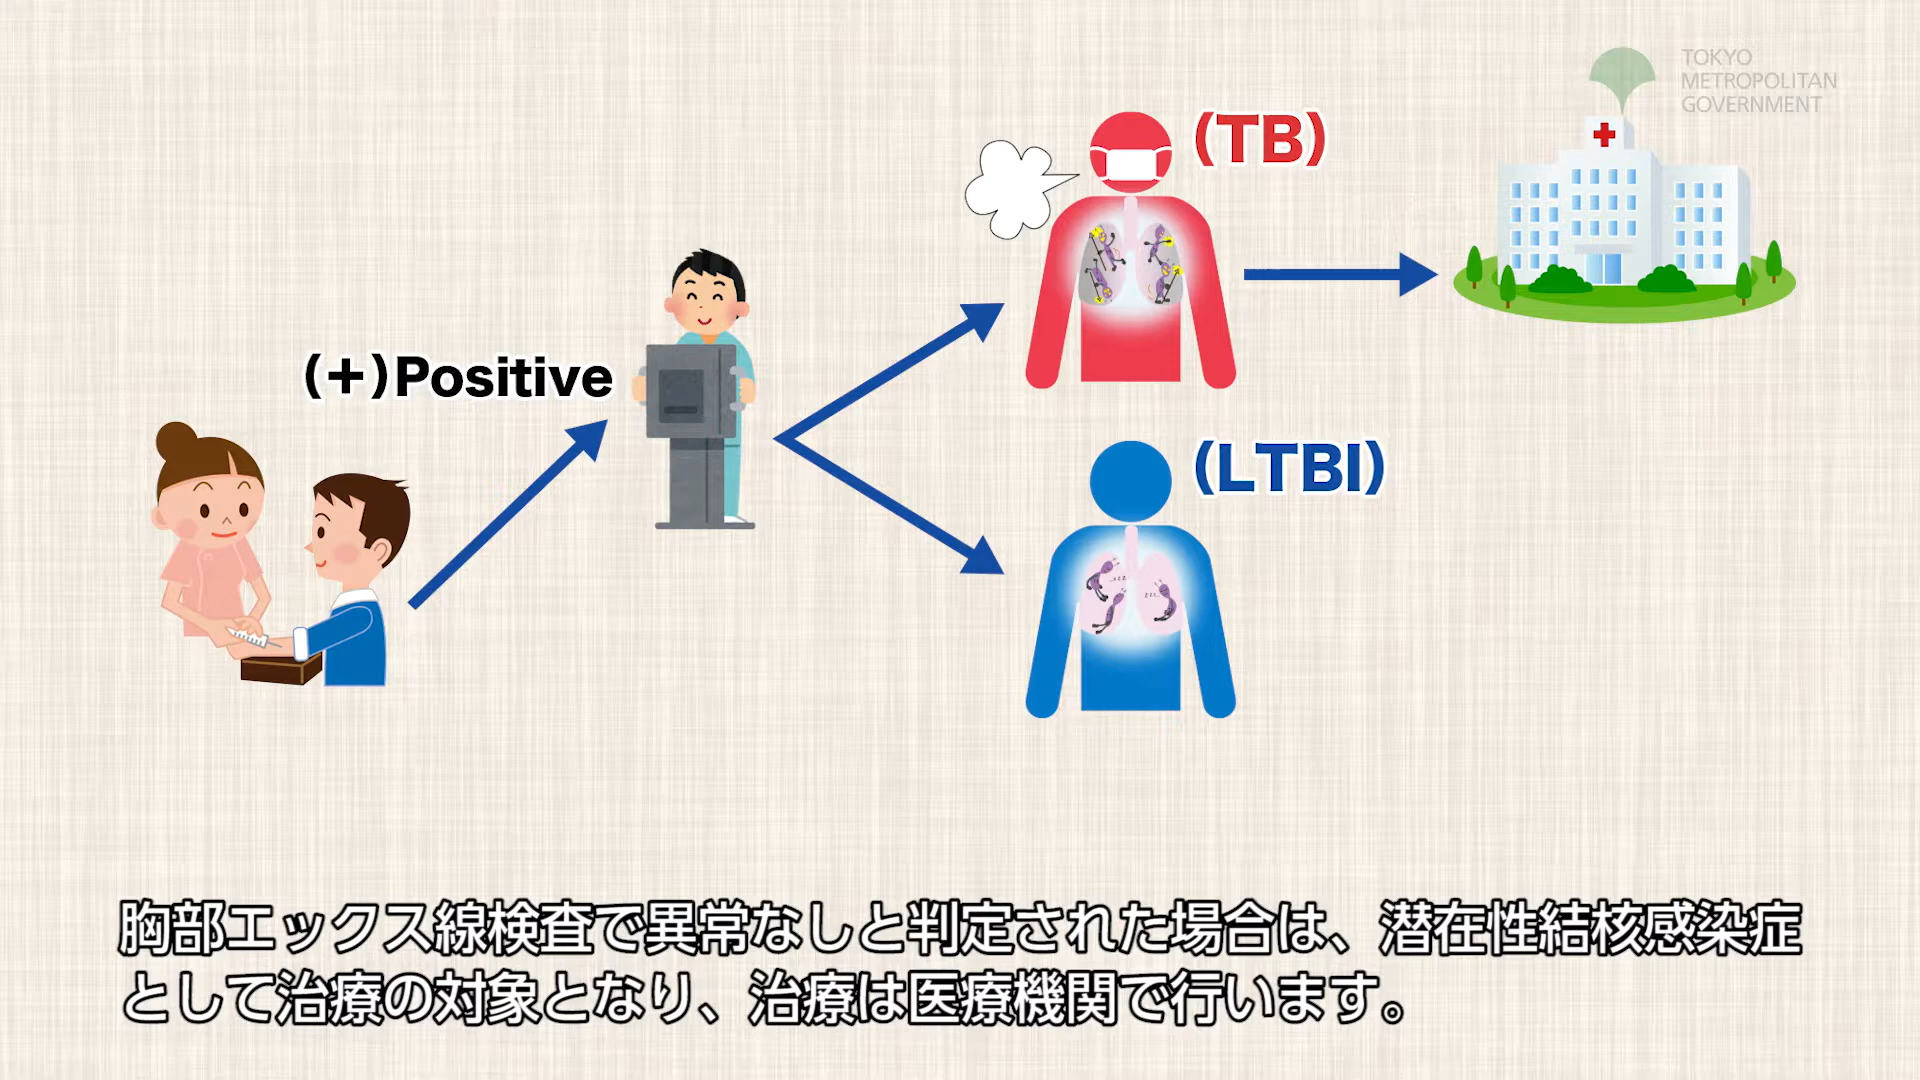 TOKYO
METROPOLITAN
GOVERNMENT
(TB)
(+)Positive
(LTBI)
zzz
zzz
胸部エックス線検査で異常なしと判定された場合は、潜在性結核感染症
として治療の対象となり、治療は医療機関で行います。